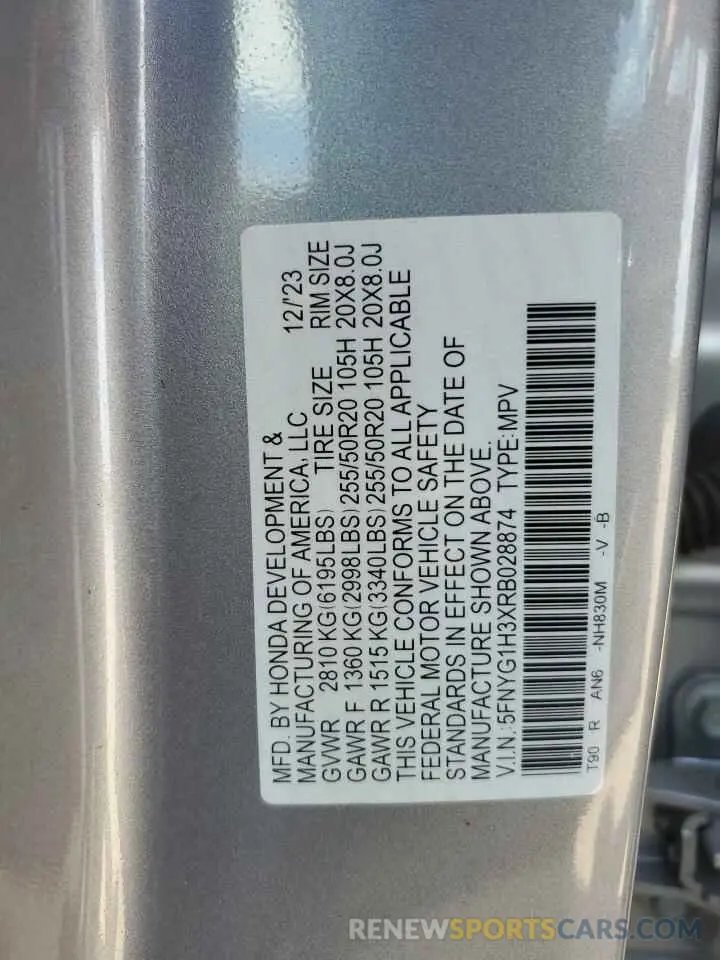 MFD. BY HONDA DEVELOPMENT &
MANUFACTURING OF AMERICA, LLC 12/'23
GVWR 2810 KG(6195LBS) TIRE SIZE RIM SIZE
GAWR F 1360 KG(2998LBS) 255/50R20 105H 20X8.0J
GAWR R 1515 KG(3340LBS) 255/50R20 105H 20X8.0J
THIS VEHICLE CONFORMS TO ALL APPLICABLE
FEDERAL MOTOR VEHICLE SAFETY
STANDARDS IN EFFECT ON THE DATE OF
MANUFACTURE SHOWN ABOVE.
V.I.N.: 5FNYG1H3XRB028874 TYPE: MPV
T90 R AN6 -NH830M -V -B
RENEWSPORTSCARS.COM